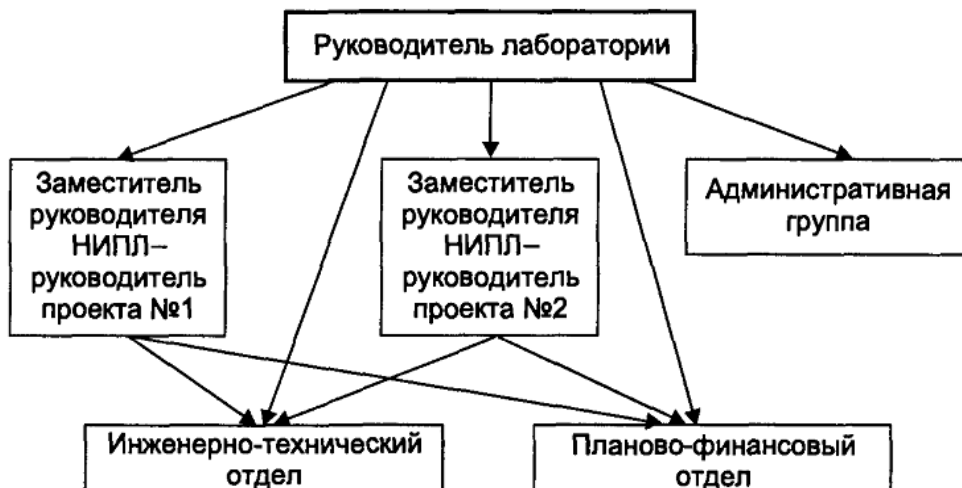 Руководитель лаборатории
Заместитель
руководителя
НИПЛ–
руководитель
проекта №1
Заместитель
руководителя
НИПЛ–
руководитель
проекта №2
Административная
группа
Инженерно-технический
отдел
Планово-финансовый
отдел